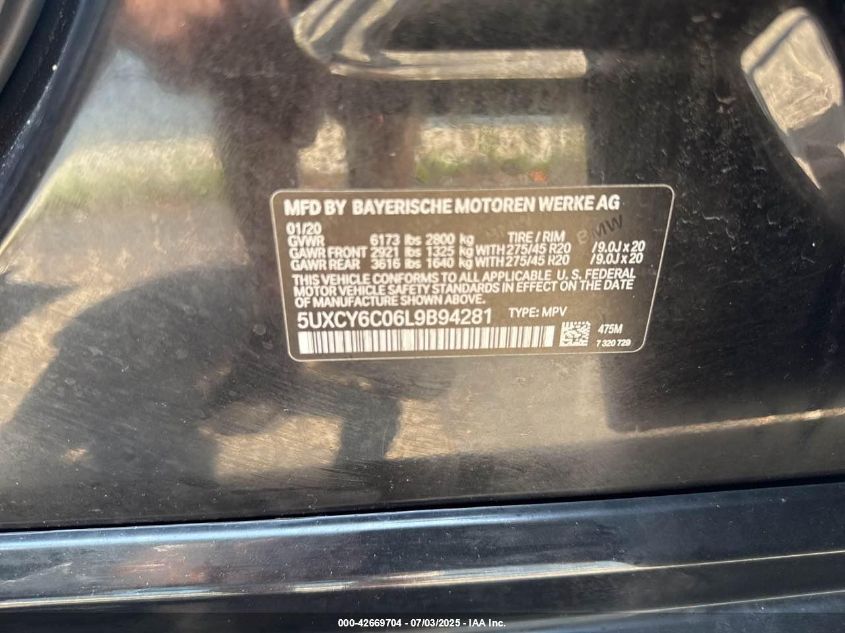 MFD BY BAYERISCHE MOTOREN WERKE AG
01/20
GVWR 6173 lbs 2800 kg TIRE / RIM
GAWR FRONT 2921 lbs 1325 kg WITH 275/45 R20 /9.0J x 20
GAWR REAR 3616 lbs 1640 kg WITH 275/45 R20 /9.0J x 20
THIS VEHICLE CONFORMS TO ALL APPLICABLE U.S. FEDERAL
MOTOR VEHICLE SAFETY STANDARDS IN EFFECT ON THE DATE
OF MANUFACTURE SHOWN ABOVE.
5UXCY6C06L9B94281 TYPE: MPV
475M
7 320 729
BMW
000-42669704 - 07/03/2025 - IAA Inc.